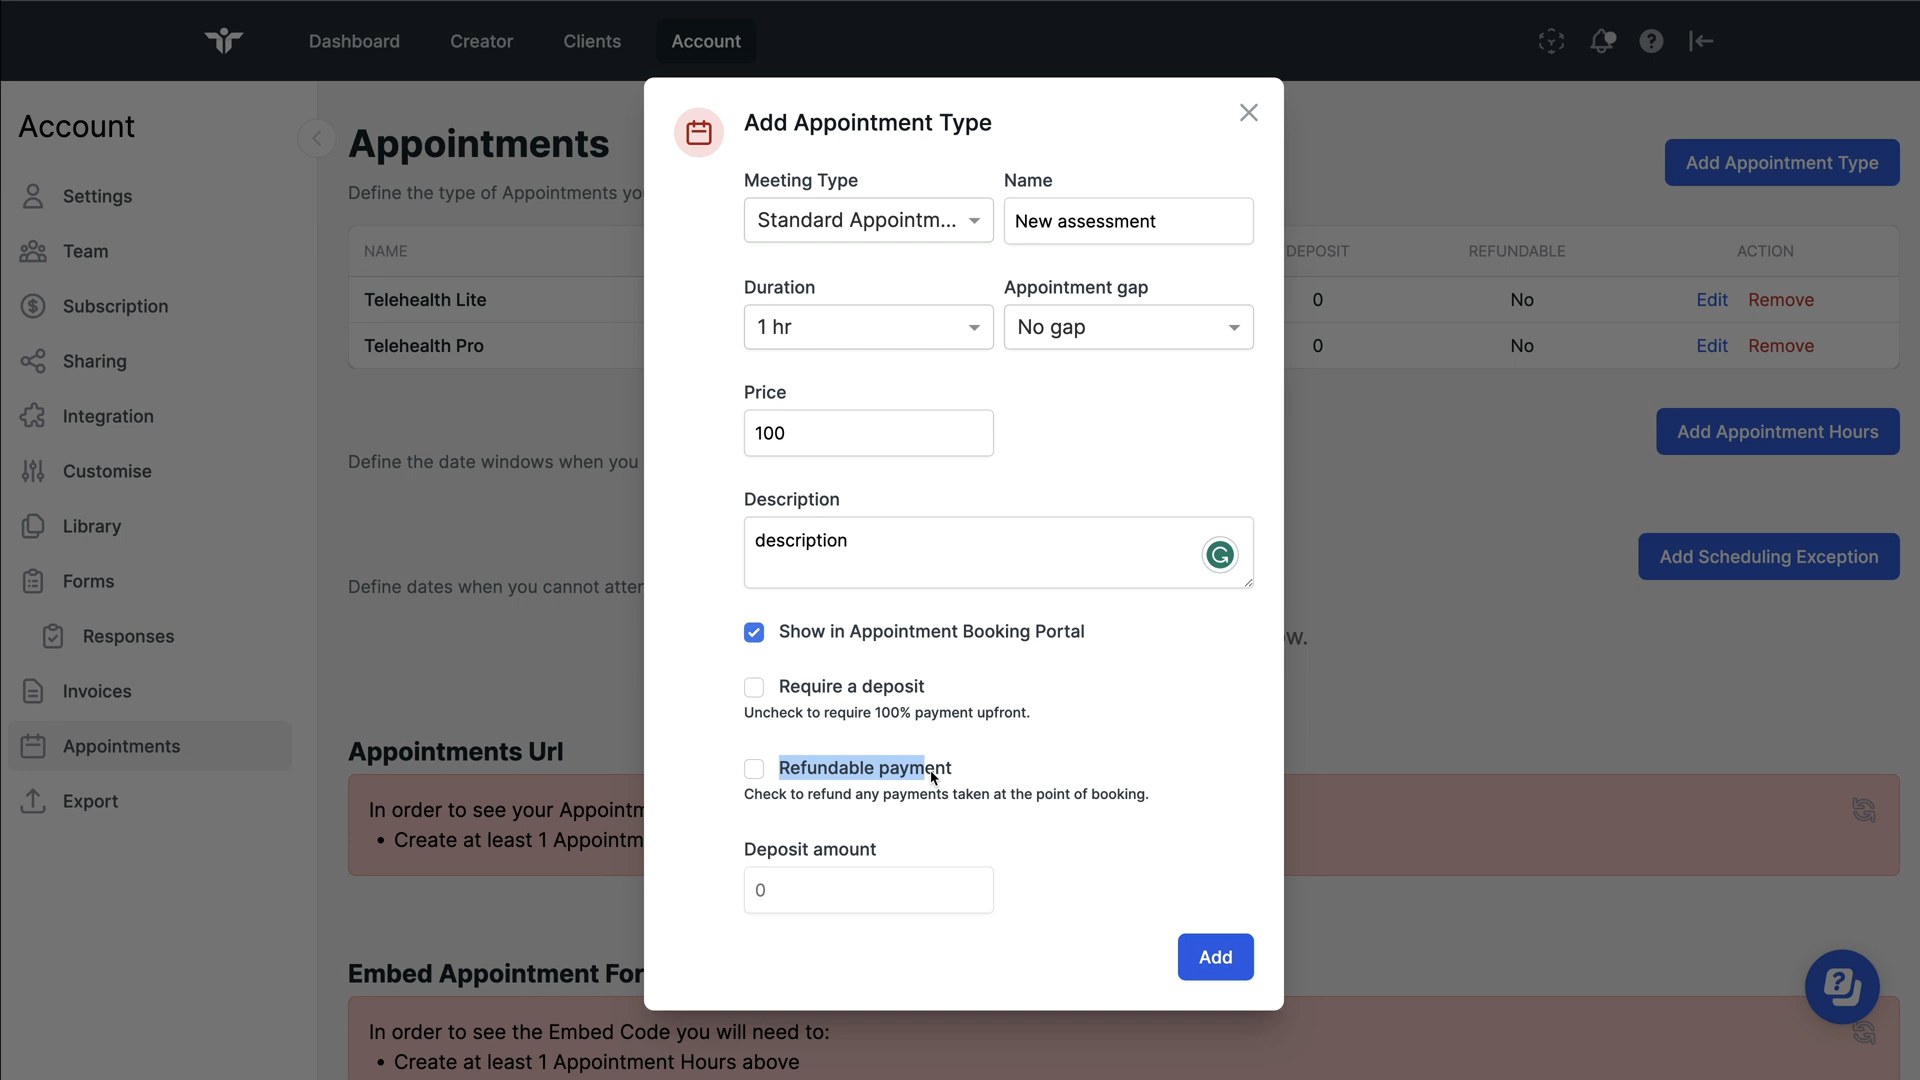 Dashboard
Creator
Clients
Account
Account
Settings
Team
Subscription
Sharing
Integration
Customise
Library
Forms
Responses
Invoices
Appointments
Export
Appointments
Define the type of Appointments yo
Add Appointment Type
NAME
DEPOSIT
REFUNDABLE
ACTION
Telehealth Lite
0
No
Edit
Remove
Telehealth Pro
0
No
Edit
Remove
Add Appointment Hours
Define the date windows when you
Add Scheduling Exception
Define dates when you cannot atter
w.
Appointments Url
In order to see your Appointm
• Create at least 1 Appointm
Embed Appointment For
In order to see the Embed Code you will need to:
• Create at least 1 Appointment Hours above
Add Appointment Type
Meeting Type
Name
Standard Appointm...
New assessment
Duration
Appointment gap
1 hr
No gap
Price
100
Description
description
Show in Appointment Booking Portal
Require a deposit
Uncheck to require 100% payment upfront.
Refundable payment
Check to refund any payments taken at the point of booking.
Deposit amount
0
Add